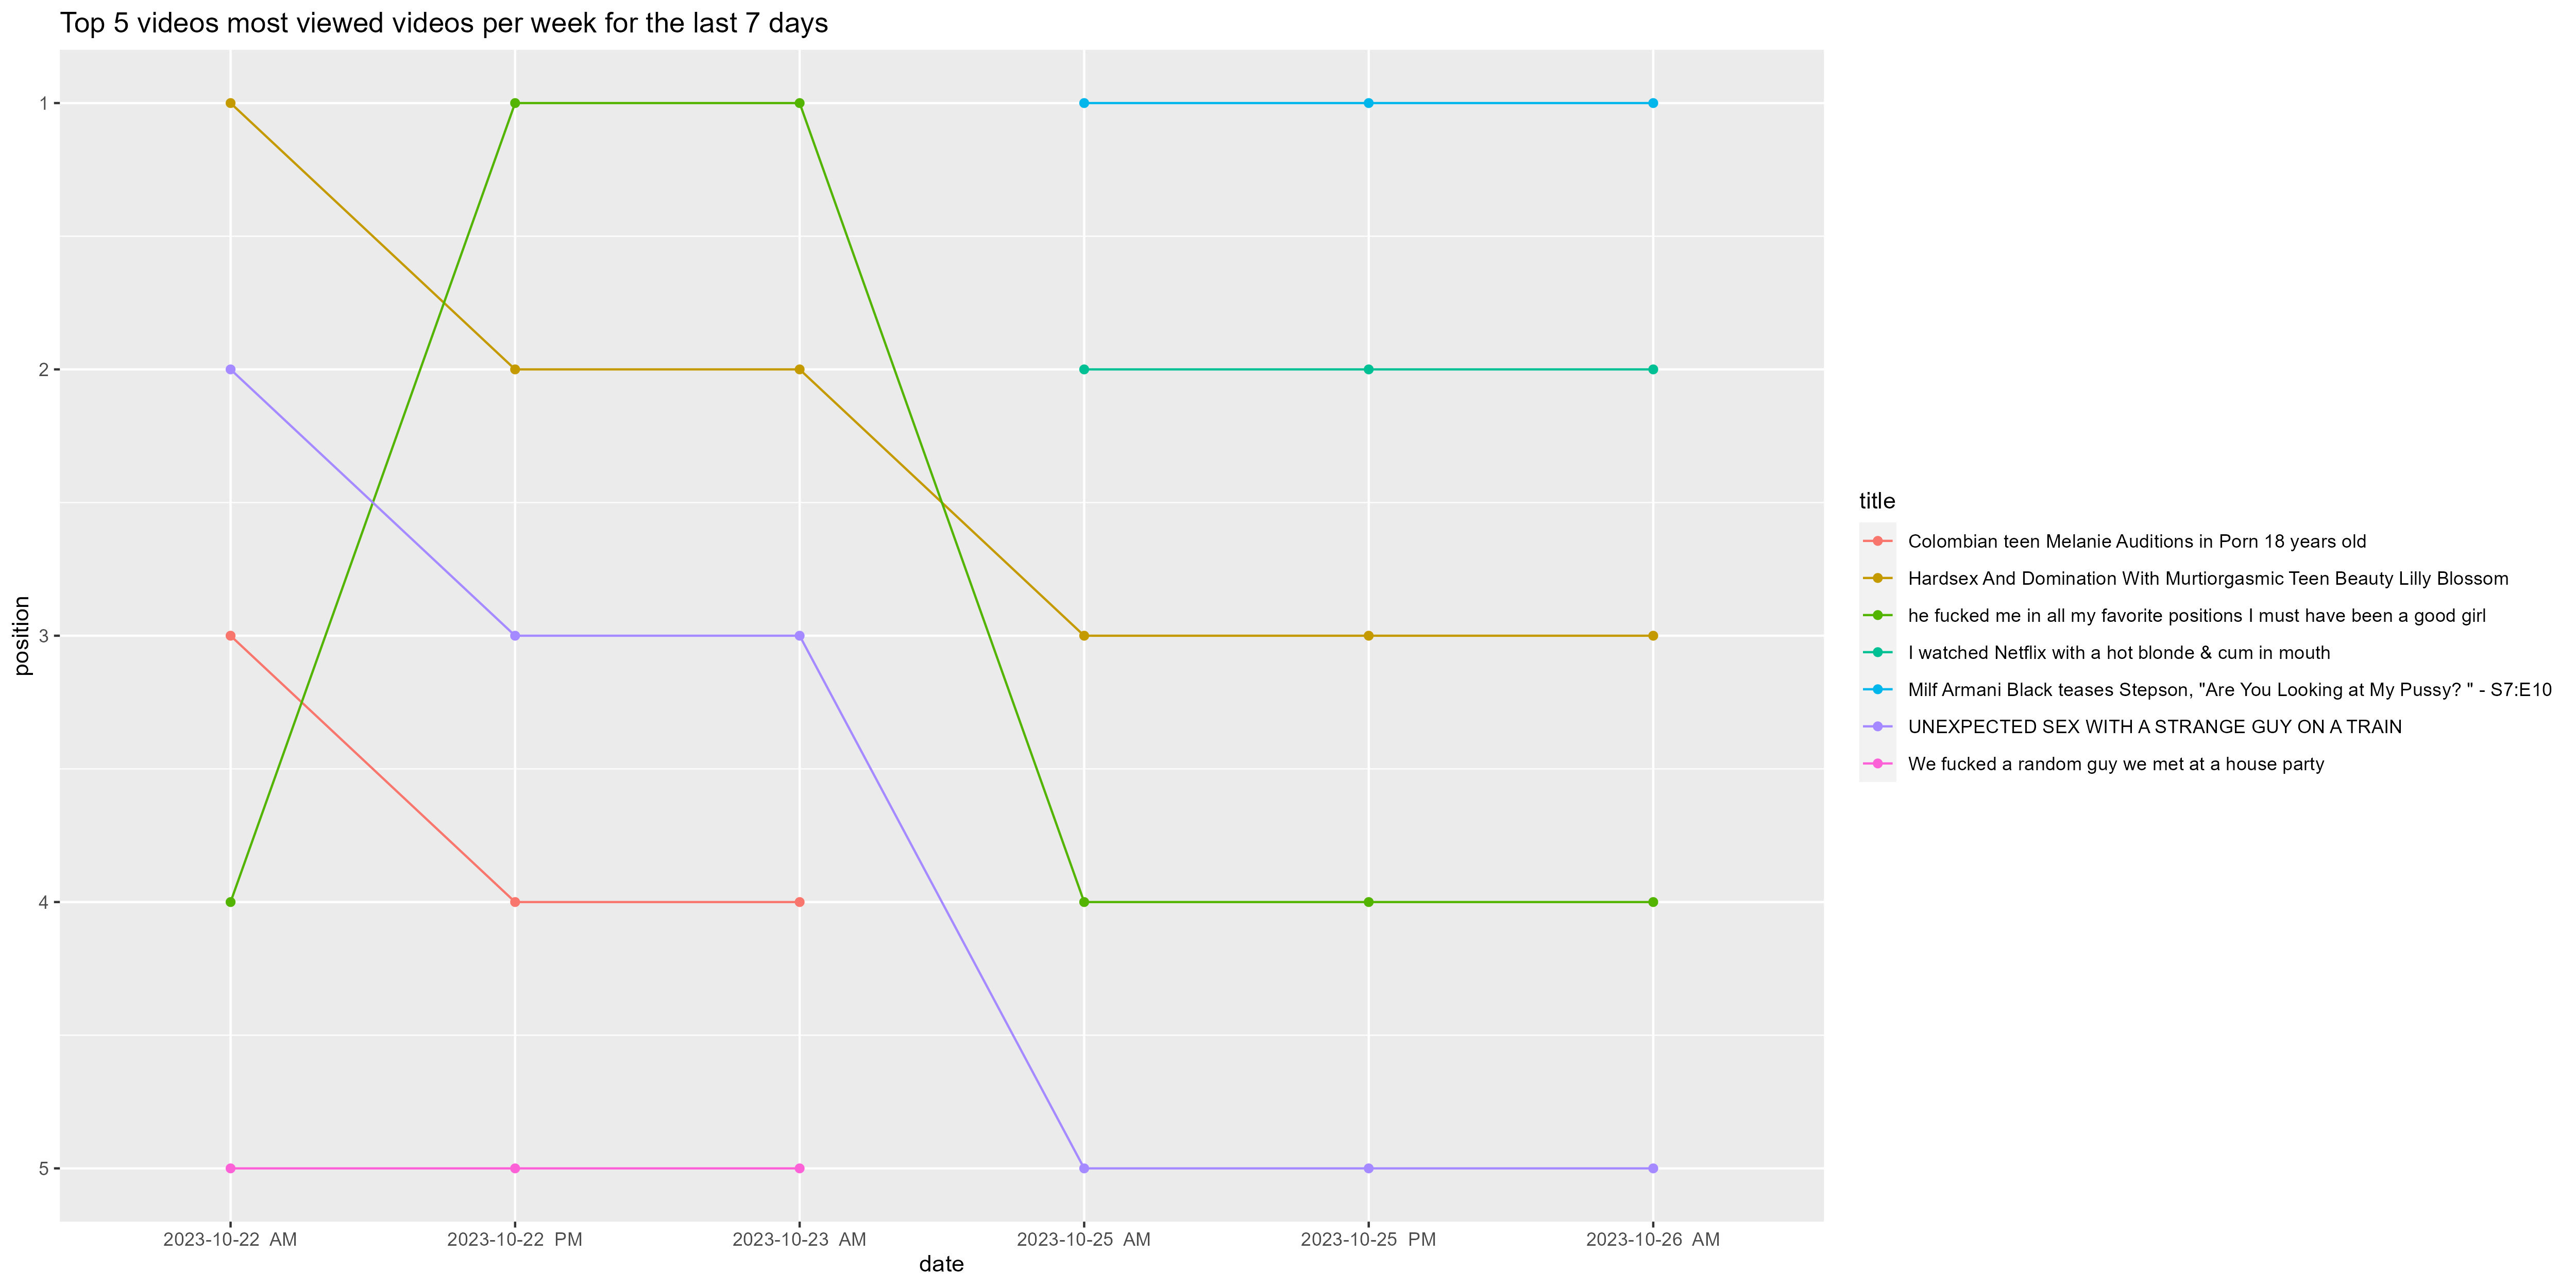 Top 5 videos most viewed videos per week for the last 7 days
position
1
2
3
4
5
2023-10-22 AM
2023-10-22 PM
2023-10-23 AM
2023-10-25 AM
2023-10-25 PM
2023-10-26 AM
date
title
Colombian teen Melanie Auditions in Porn 18 years old
Hardsex And Domination With Murtiorgasmic Teen Beauty Lilly Blossom
he fucked me in all my favorite positions I must have been a good girl
I watched Netflix with a hot blonde & cum in mouth
Milf Armani Black teases Stepson, "Are You Looking at My Pussy? " - S7:E10
UNEXPECTED SEX WITH A STRANGE GUY ON A TRAIN
We fucked a random guy we met at a house party